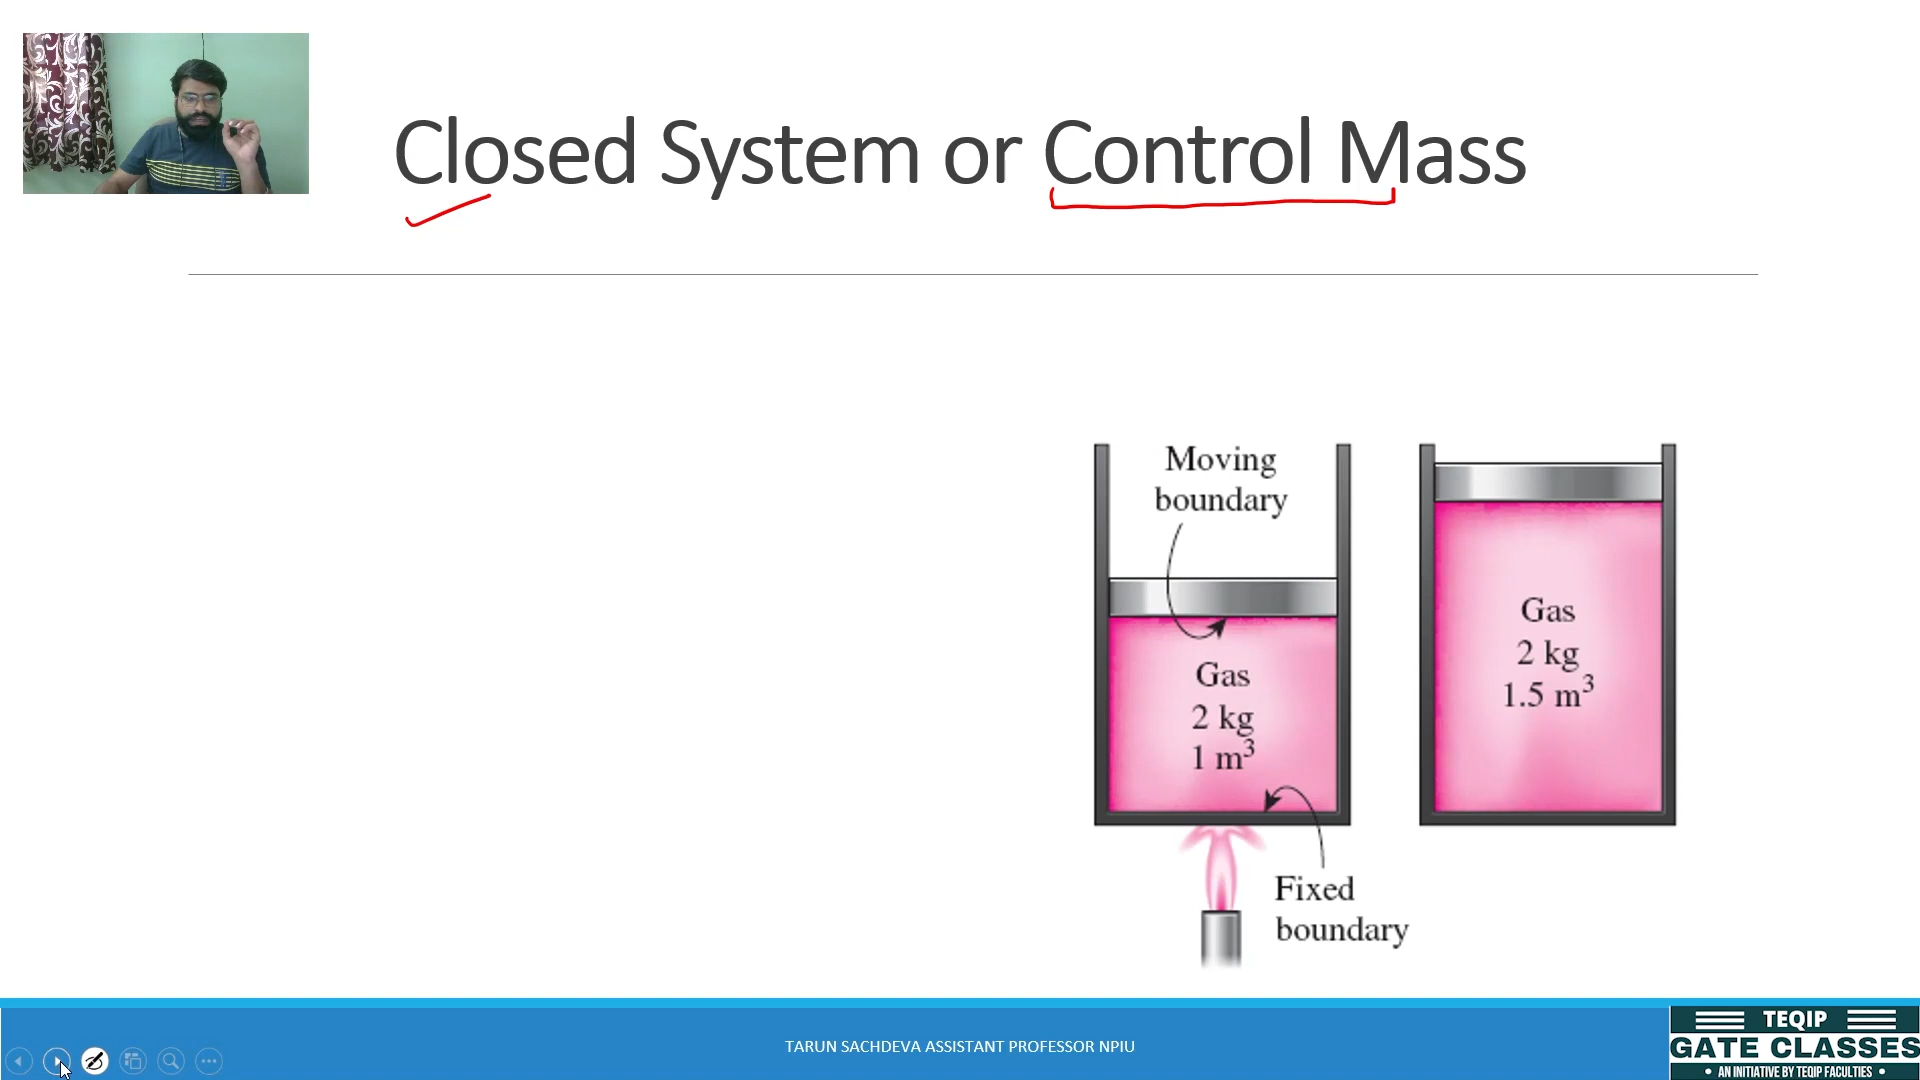 Closed System or Control Mass
Moving
boundary
Gas
2 kg
1 m³
Fixed
boundary
Gas
2 kg
1.5 m³
TARUN SACHDEVA ASSISTANT PROFESSOR NPIU
TEQIP
GATE CLASSES
• AN INITIATIVE BY TEQIP FACULTIES •